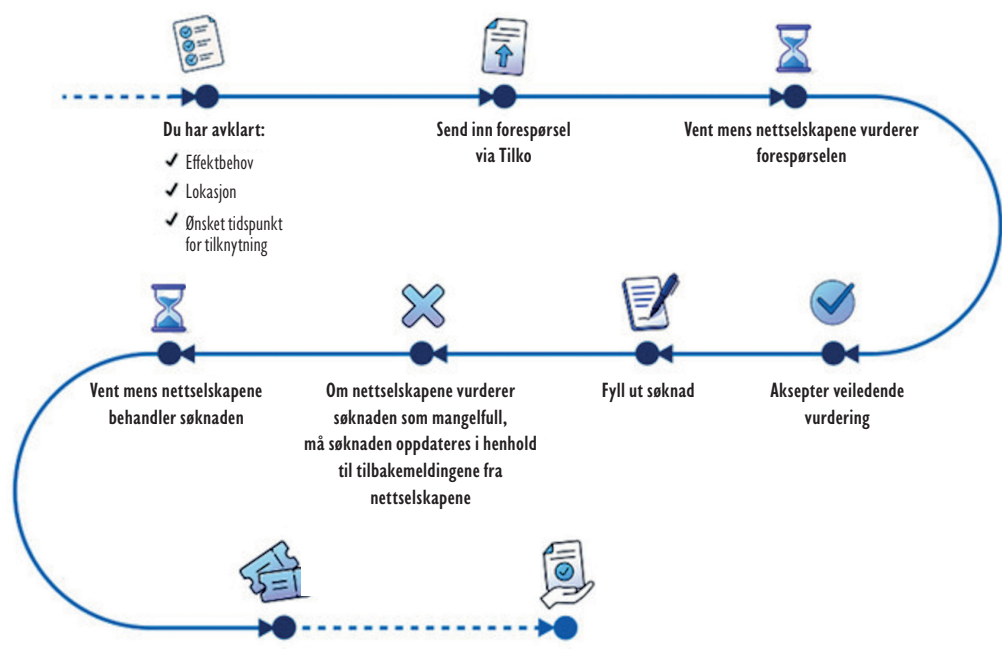 Du har avklart:
✓ Effektbehov
✓ Lokasjon
✓ Ønsket tidspunkt
for tilknytning
Send inn forespørsel
via Tilko
Vent mens nettselskapene vurderer
forespørselen
Aksepter veiledende
vurdering
Fyll ut søknad
Om nettselskapene vurderer
søknaden som mangelfull,
må søknaden oppdateres i henhold
til tilbakemeldingene fra
nettselskapene
Vent mens nettselskapene
behandler søknaden